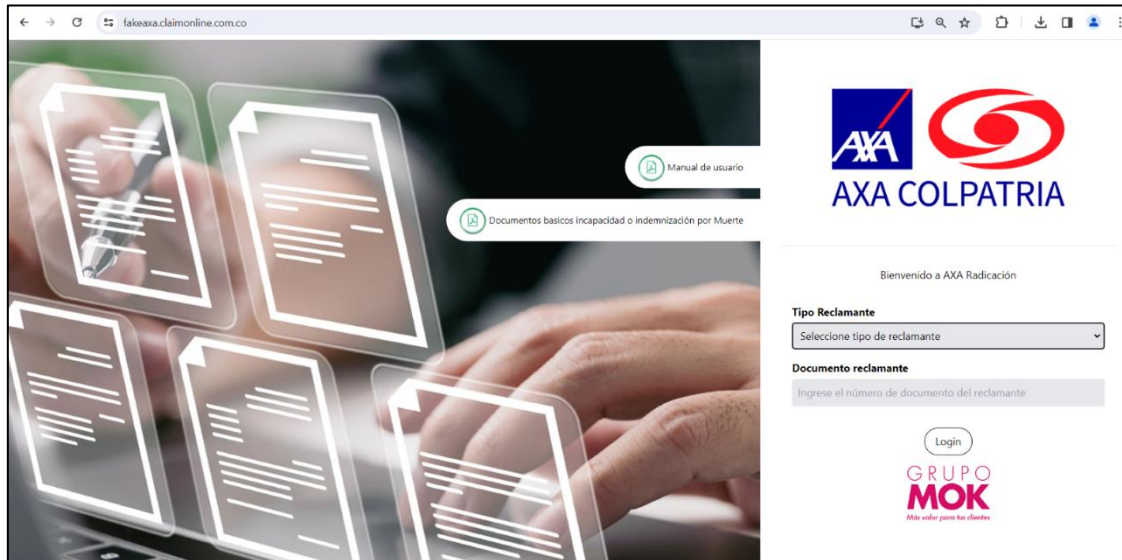 fakeaxa.claimonline.com.co
Manual de usuario
Documentos basicos incapacidad o indemnización por Muerte
AXA
AXA COLPATRIA
Bienvenido a AXA Radicación
Tipo Reclamante
Seleccione tipo de reclamante
Documento reclamante
Ingrese el número de documento del reclamante
Login
GRUPO
MOK
Más valor para tus clientes